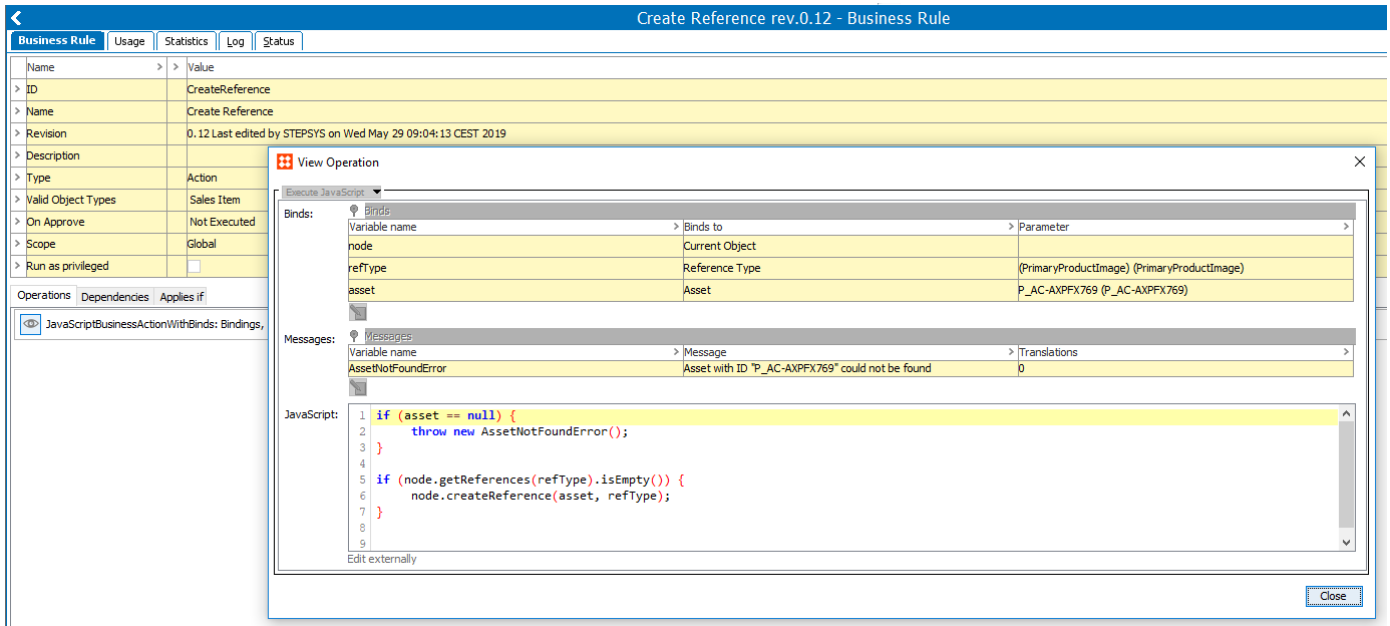 Create Reference rev.0.12 - Business Rule
Business Rule Usage Statistics Log Status
Name > > Value
> ID CreateReference
> Name Create Reference
> Revision 0.12 Last edited by STEPSYS on Wed May 29 09:04:13 CEST 2019
> Description
> Type Action
> Valid Object Types Sales Item
> On Approve Not Executed
> Scope Global
> Run as privileged
Operations Dependencies Applies if
JavaScriptBusinessActionWithBinds: Bindings,
View Operation
Execute JavaScript
Binds: Binds
Variable name > Binds to > Parameter >
node Current Object
refType Reference Type (PrimaryProductImage) (PrimaryProductImage)
asset Asset P_AC-AXPFX769 (P_AC-AXPFX769)
Messages: Messages
Variable name > Message > Translations >
AssetNotFoundError Asset with ID "P_AC-AXPFX769" could not be found 0
JavaScript: 1 if (asset == null) {
2 throw new AssetNotFoundError();
3 }
4
5 if (node.getReferences(refType).isEmpty()) {
6 node.createReference(asset, refType);
7 }
8
9
Edit externally
Close